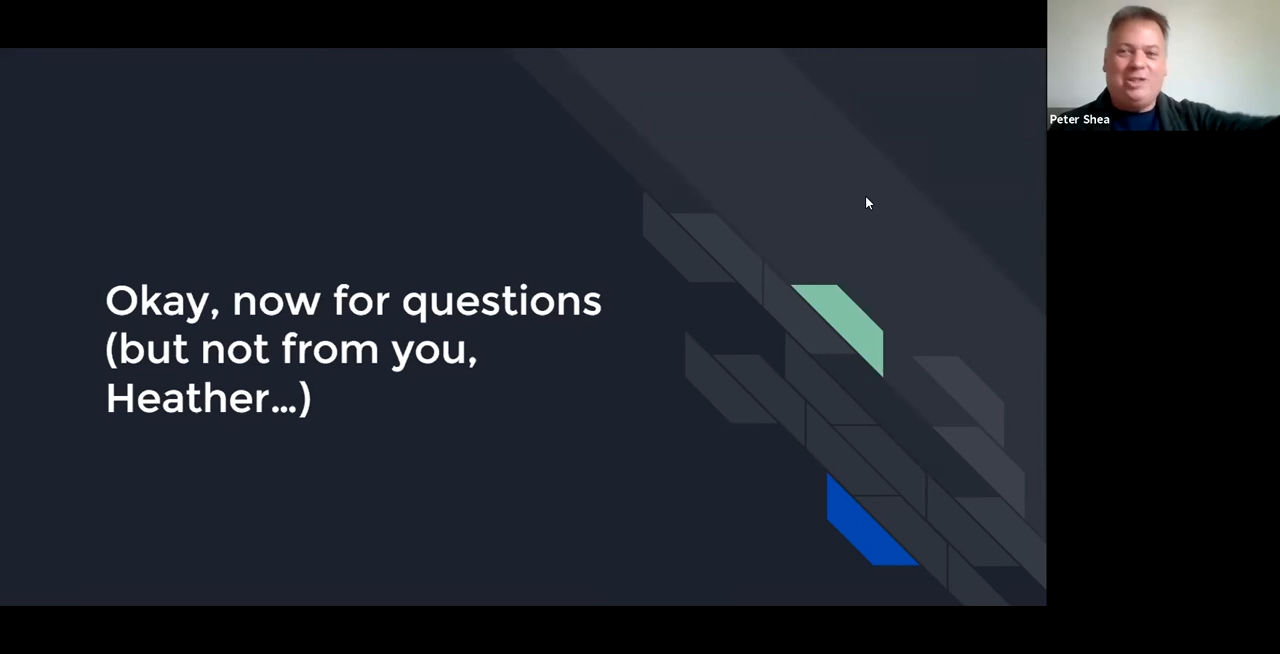 Okay, now for questions
(but not from you,
Heather...)
Peter Shea